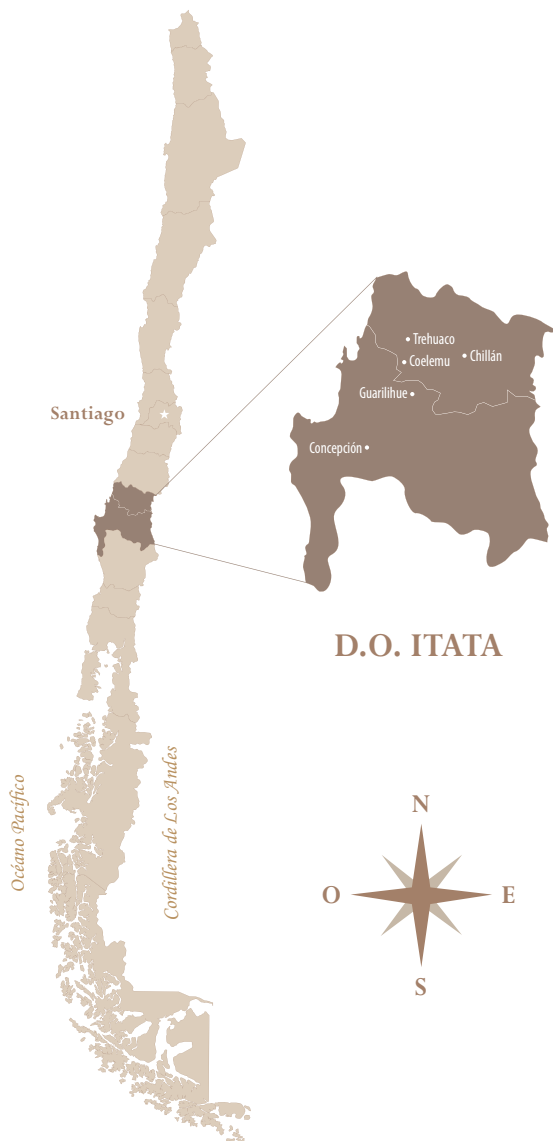 Trehuaco
Chillán
Coelemu
Guarilihue
Santiago
Concepción
D.O. ITATA
Océano Pacífico
Cordillera de Los Andes
N
O
E
S